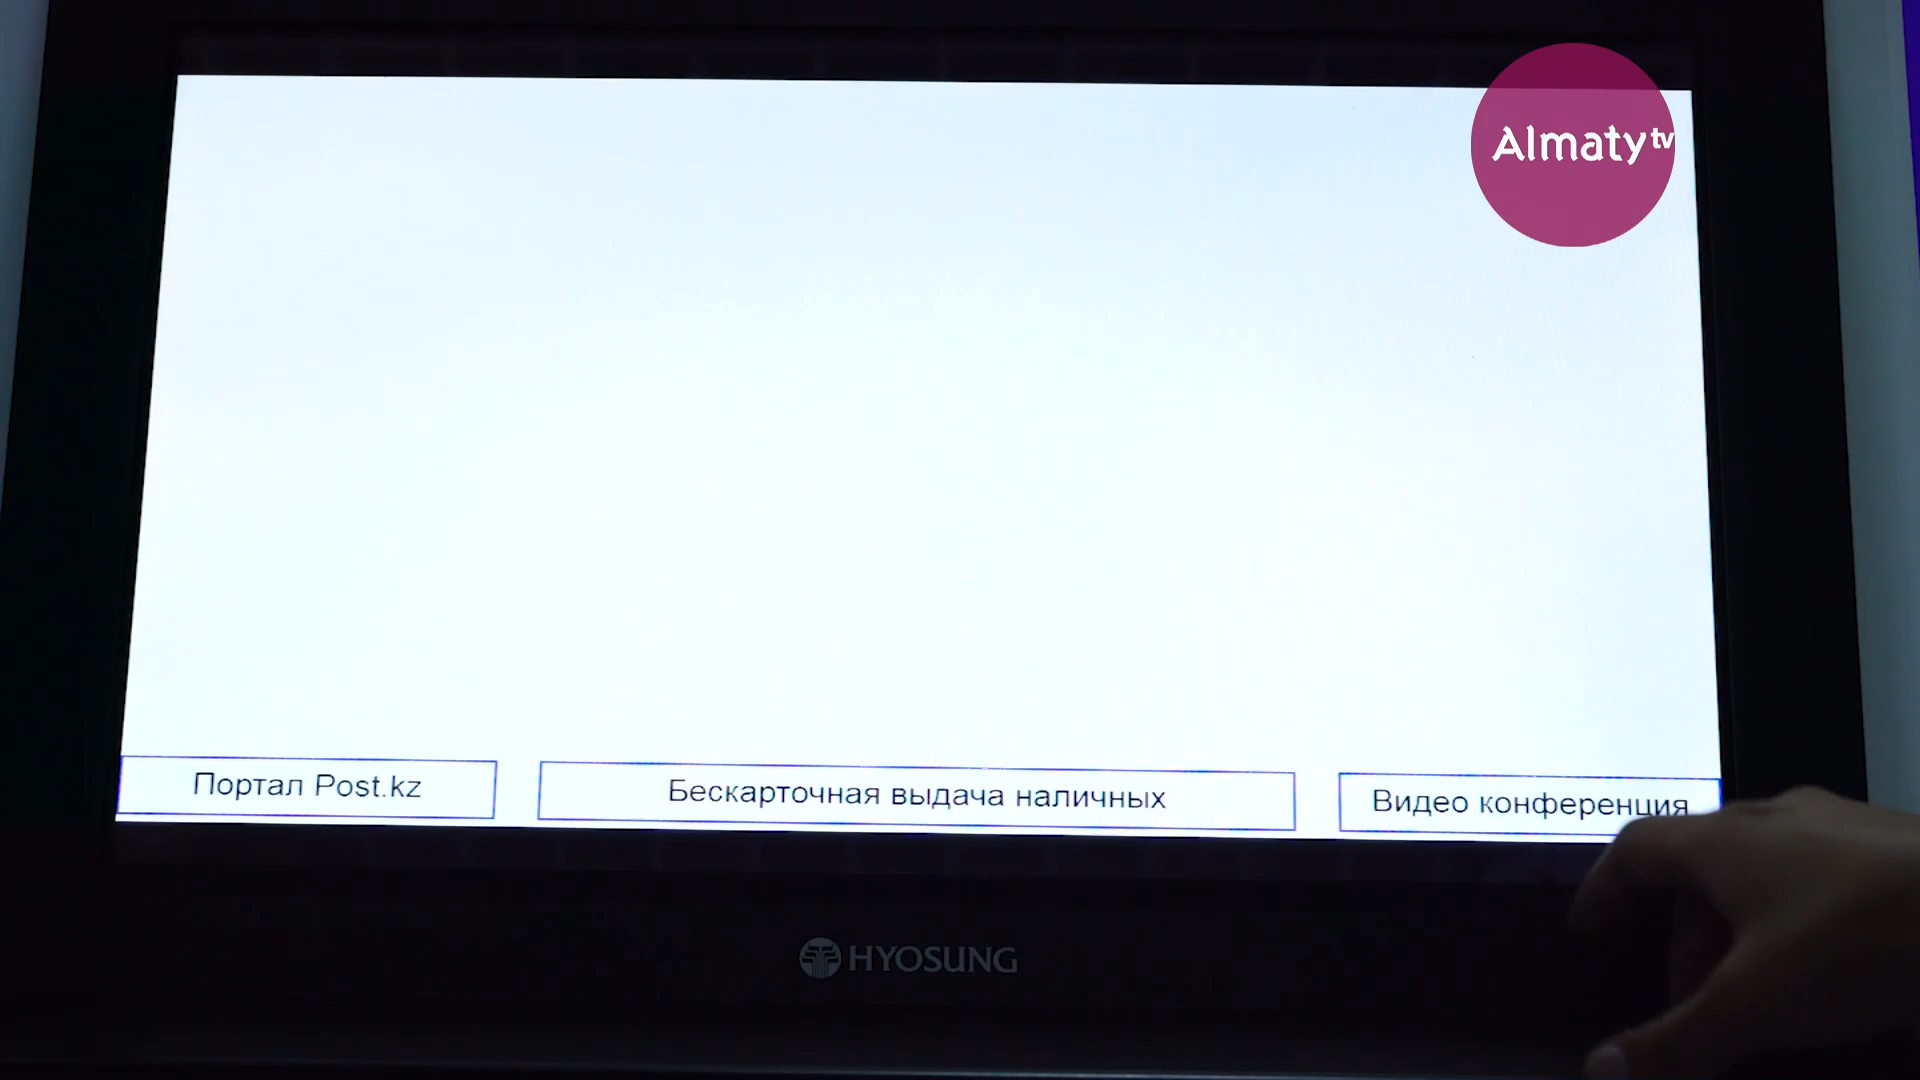 Almaty tv
Портал Post.kz
Бескарточная выдача наличных
Видео конференция
HYOSUNG